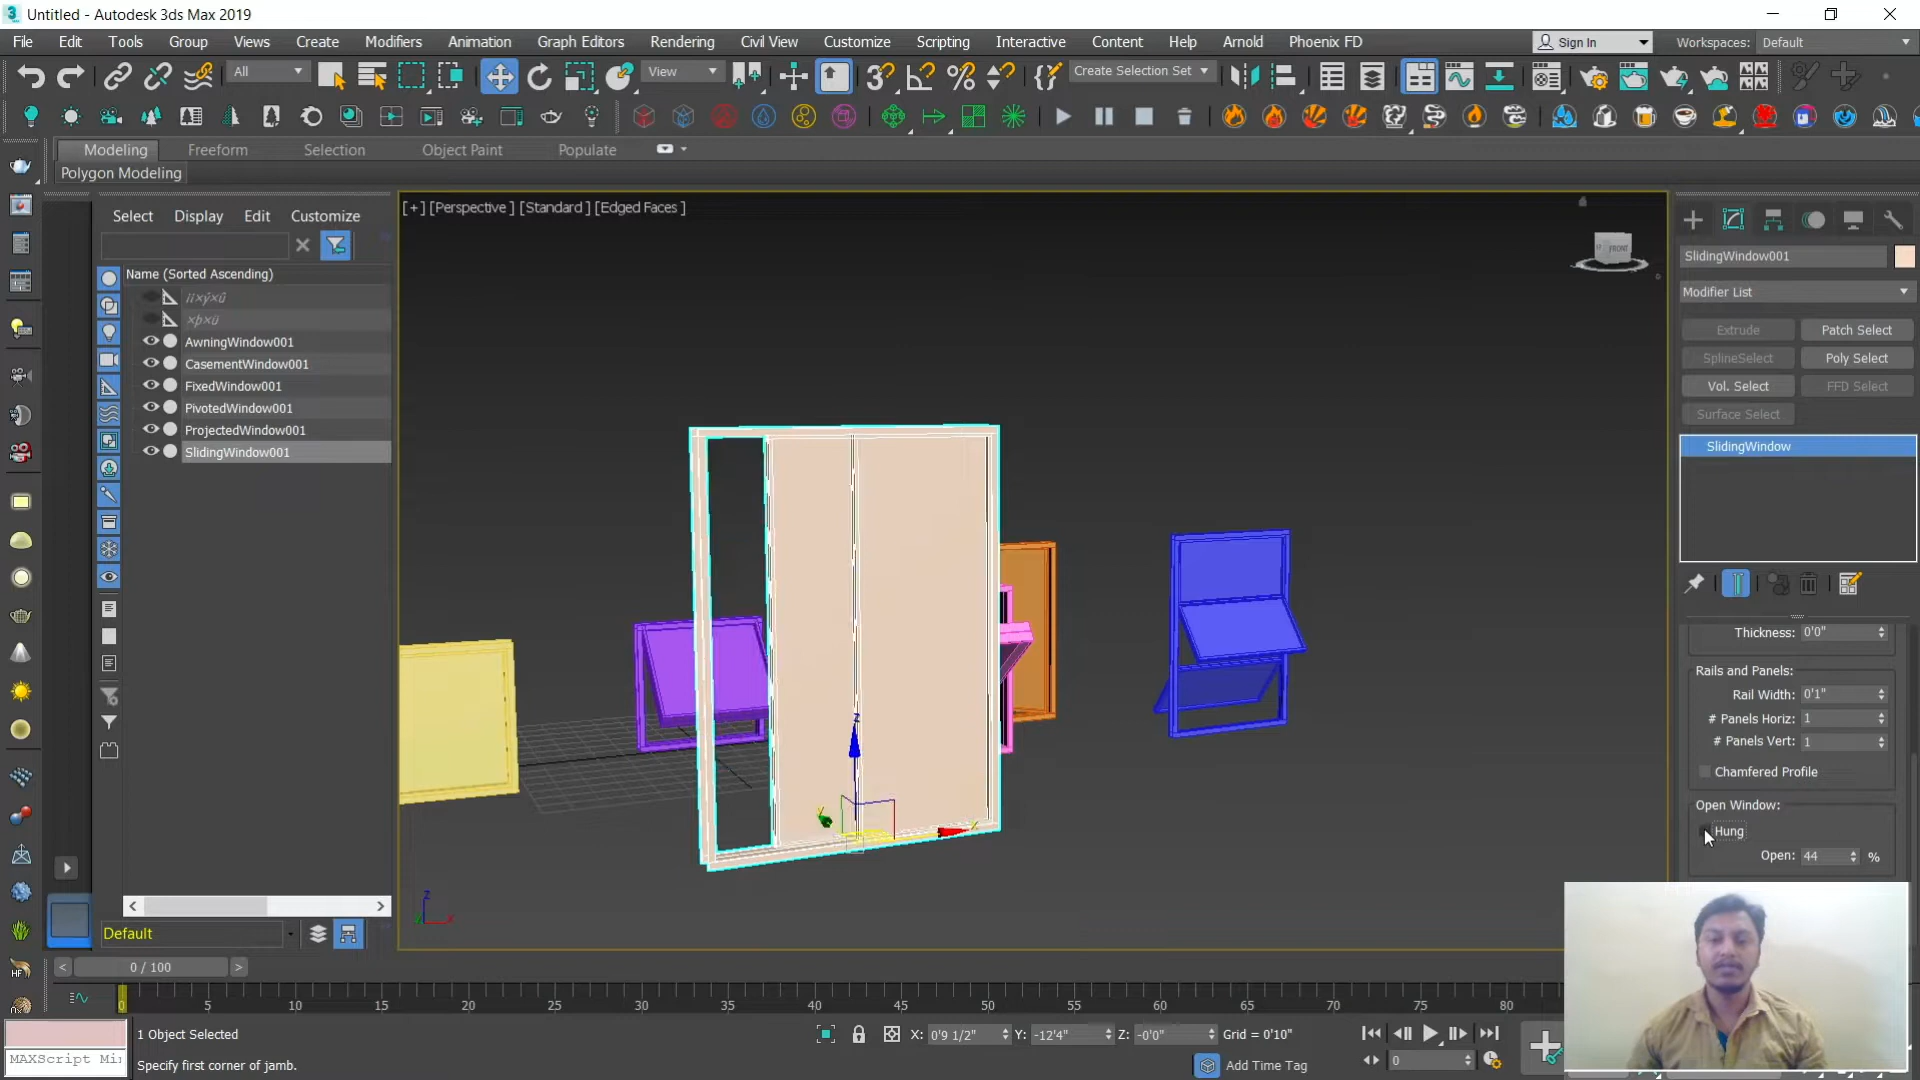 Untitled - Autodesk 3ds Max 2019
File Edit Tools Group Views Create Modifiers Animation Graph Editors Rendering Civil View Customize Scripting Interactive Content Help Arnold Phoenix FD Sign In Workspaces: Default
All View Create Selection Set
Modeling Freeform Selection Object Paint Populate
Polygon Modeling
Select Display Edit Customize
[+] [Perspective ] [Standard ] [Edged Faces ]
FRONT
SlidingWindow001
Name (Sorted Ascending)
Modifier List
AwningWindow001
CasementWindow001
FixedWindow001
PivotedWindow001
ProjectedWindow001
SlidingWindow001
Extrude Patch Select
SplineSelect Poly Select
Vol. Select FFD Select
Surface Select
SlidingWindow
Thickness: 0'0"
Rails and Panels:
Rail Width: 0'1"
# Panels Horiz: 1
# Panels Vert: 1
Chamfered Profile
Open Window:
Hung
Open: 44 %
z
Default
0 / 100
0 5 10 15 20 25 30 35 40 45 50 55 60 65 70 75 80
1 Object Selected X: 0'9 1/2" Y: -12'4" Z: -0'0" Grid = 0'10"
MAXScript Mi Specify first corner of jamb. Add Time Tag 0